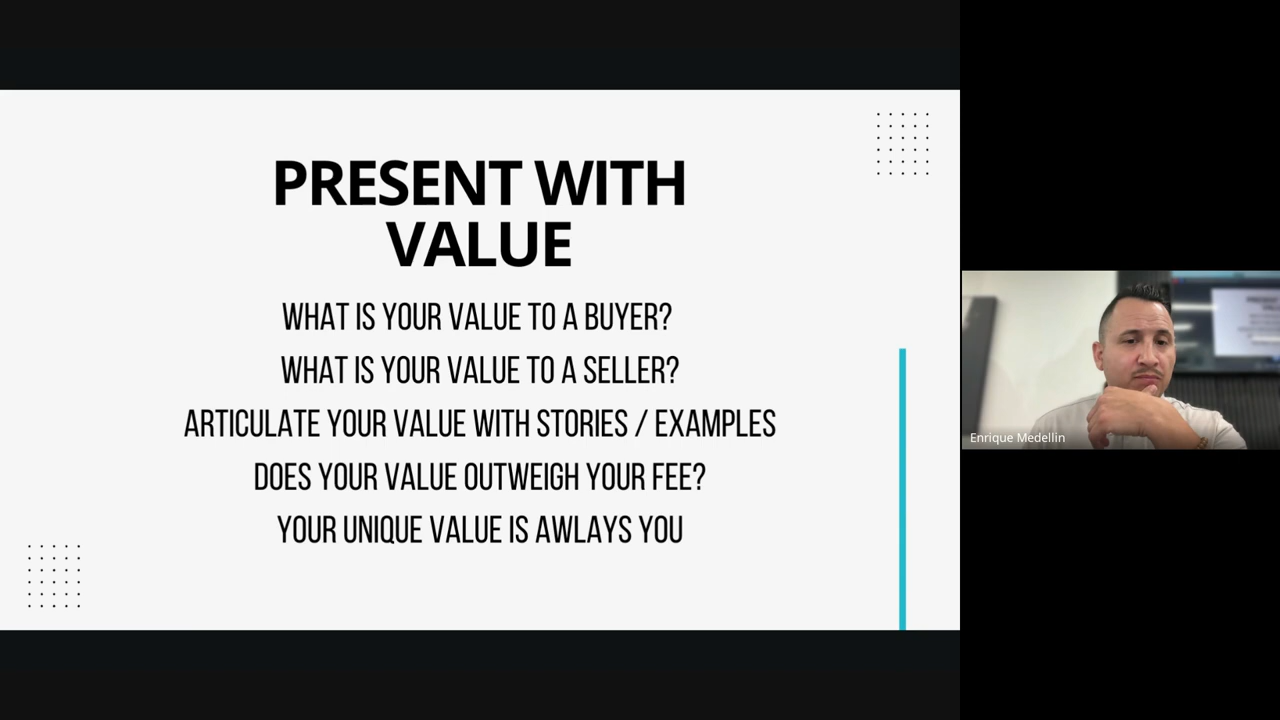 PRESENT WITH
VALUE
WHAT IS YOUR VALUE TO A BUYER?
WHAT IS YOUR VALUE TO A SELLER?
ARTICULATE YOUR VALUE WITH STORIES / EXAMPLES
DOES YOUR VALUE OUTWEIGH YOUR FEE?
YOUR UNIQUE VALUE IS AWLAYS YOU
Enrique Medellin